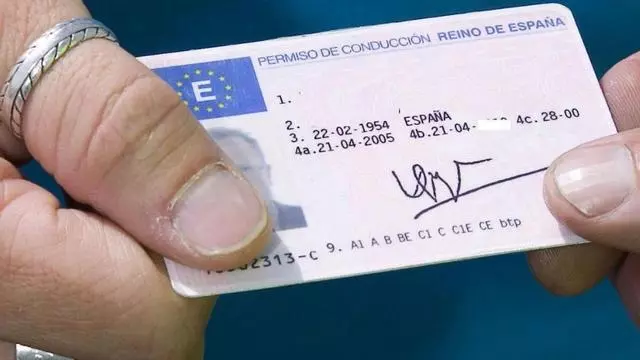 PERMISO DE CONDUCCIÓN REINO DE ESPAÑA
E
1.
2.
3. 22-02-1954 ESPAÑA
4a.21-04-2005 4b.21-04- 4c.28-00
9. A1 A B BE C1 C C1E CE btp